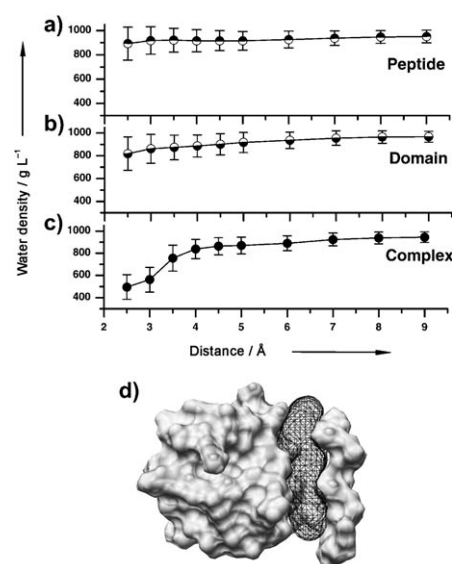 a)
1000
800
600
400
Peptide
b)
1000
800
600
400
Domain
c)
1000
800
600
400
Complex
2 3 4 5 6 7 8 9
Water density / g L⁻¹
Distance / Å
d)